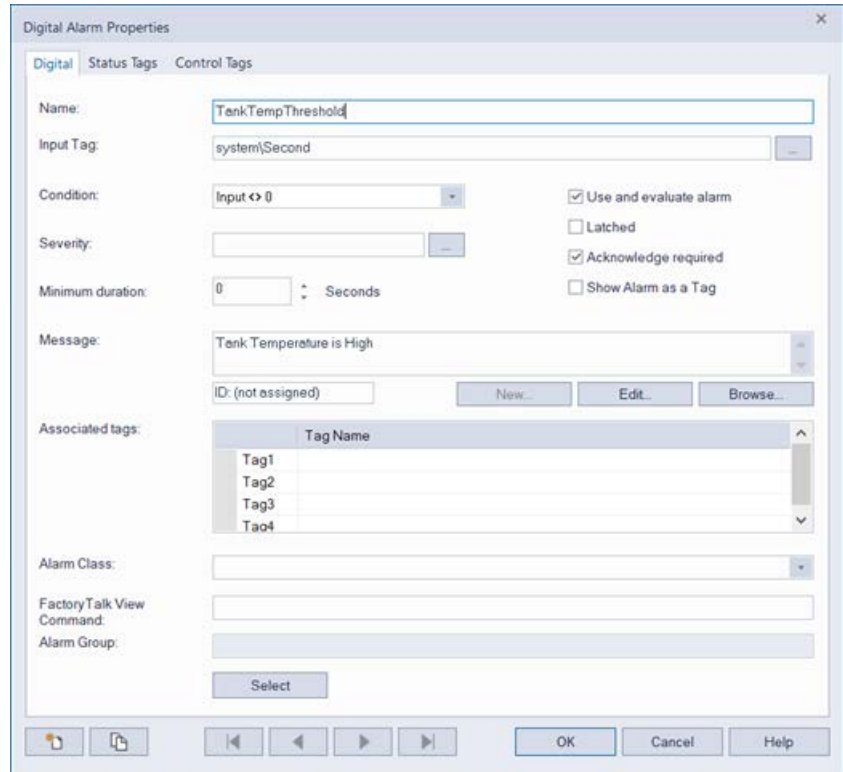 Digital Alarm Properties
Digital Status Tags Control Tags
Name: TankTempThreshold
Input Tag: system\Second ...
Condition: Input <> 0
Use and evaluate alarm
Latched
Severity: ...
Acknowledge required
Minimum duration: 0 Seconds
Show Alarm as a Tag
Message: Tank Temperature is High
ID: (not assigned) New... Edit... Browse...
Associated tags: Tag Name
Tag1
Tag2
Tag3
Tag4
Alarm Class:
FactoryTalk View
Command:
Alarm Group:
Select
OK Cancel Help